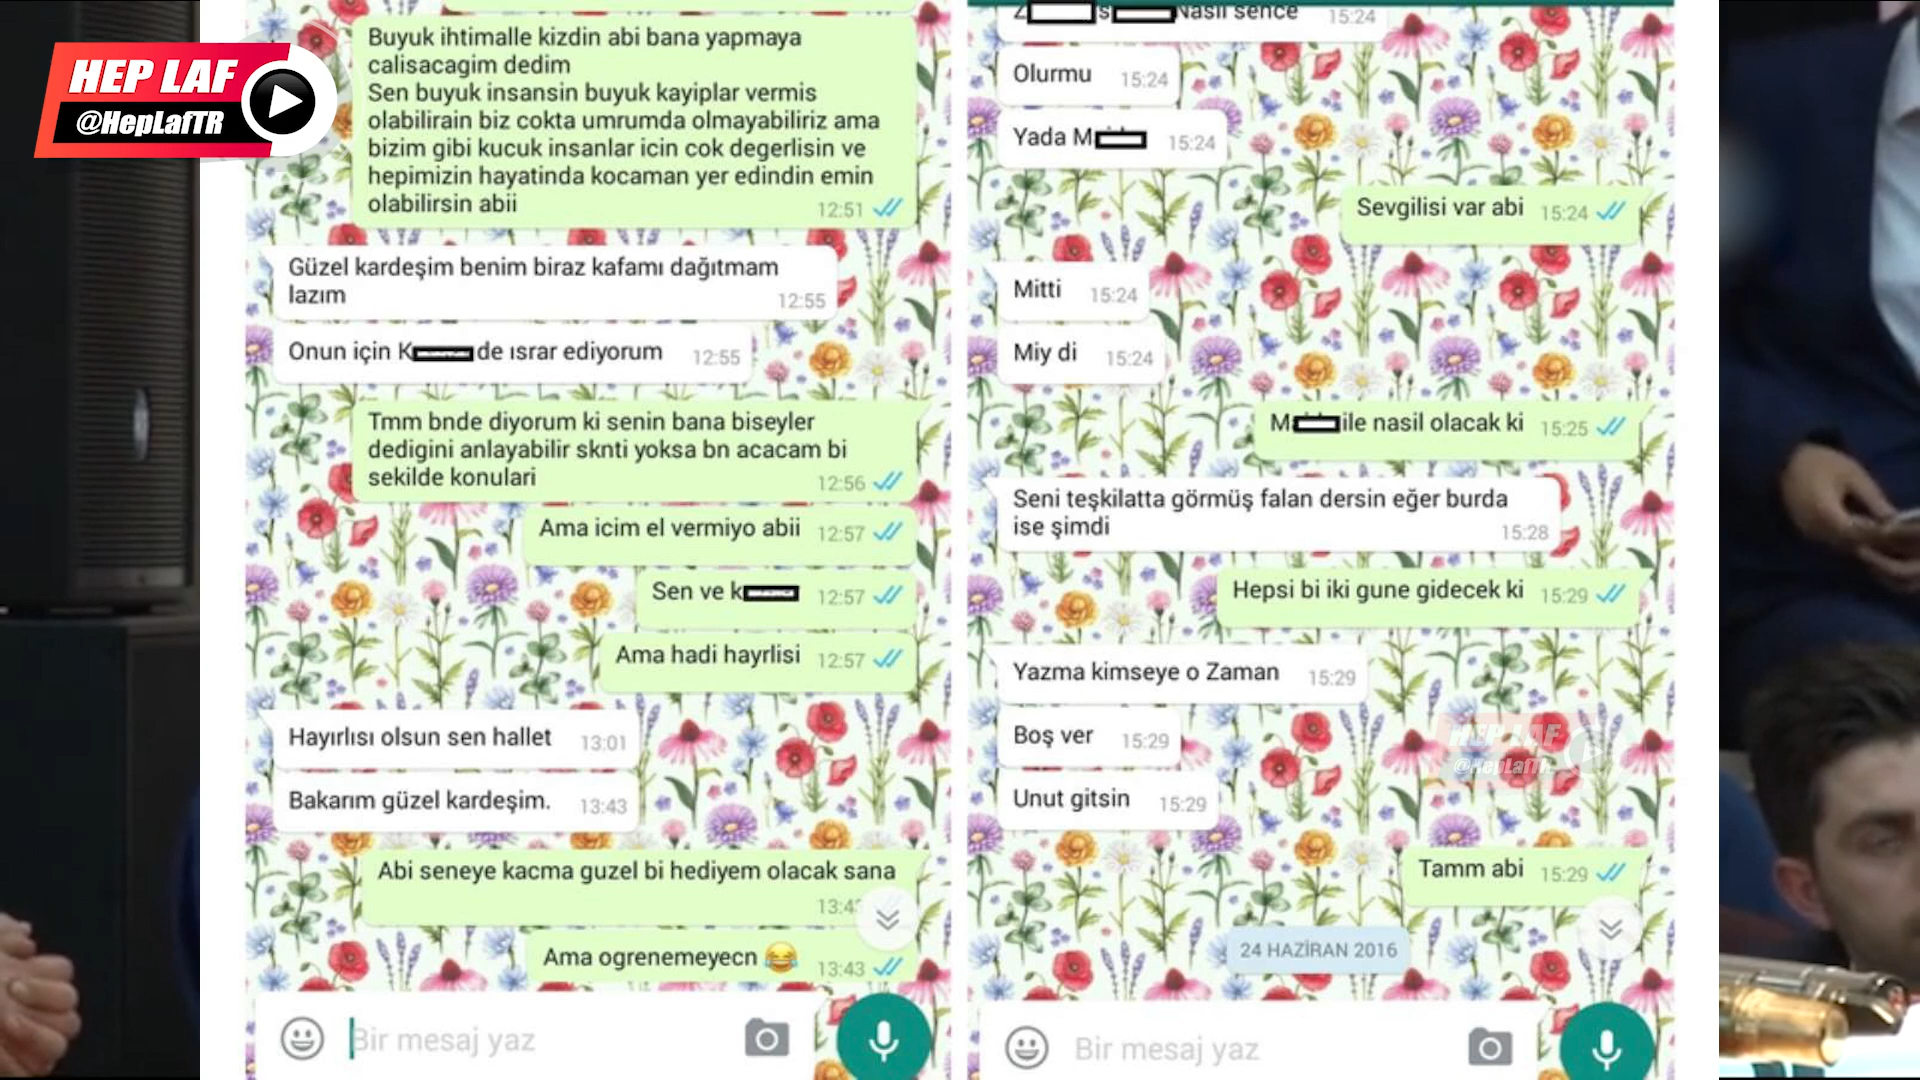 HEP LAF
@HepLafTR
Buyuk ihtimalle kizdin abi bana yapmaya
calisacagim dedim
Sen buyuk insansin buyuk kayiplar vermis
olabilirain biz cokta umrumda olmayabiliriz ama
bizim gibi kucuk insanlar icin cok degerlisin ve
hepimizin hayatinda kocaman yer edindin emin
olabilirsin abii
12:51
Güzel kardeşim benim biraz kafamı dağıtmam
lazım
12:55
Onun için K de ısrar ediyorum 12:55
Tmm bnde diyorum ki senin bana biseyler
dedigini anlayabilir sknti yoksa bn acacam bi
sekilde konulari
12:56
Ama icim el vermiyo abii 12:57
Sen ve k 12:57
Ama hadi hayrlisi 12:57
Hayırlısı olsun sen hallet 13:01
Bakarım güzel kardeşim. 13:43
Abi seneye kacma guzel bi hediyem olacak sana
Ama ogrenemeyecn 😂 13:43
Bir mesaj yaz
Z s Nasıl sence 15:24
Olurmu 15:24
Yada M 15:24
Sevgilisi var abi 15:24
Mitti 15:24
Miy di 15:24
M ile nasil olacak ki 15:25
Seni teşkilatta görmüş falan dersin eğer burda
ise şimdi
15:28
Hepsi bi iki gune gidecek ki 15:29
Yazma kimseye o Zaman 15:29
Boş ver 15:29
Unut gitsin 15:29
Tamm abi 15:29
24 HAZİRAN 2016
Bir mesaj yaz
HEP LAF
@HepLafTR